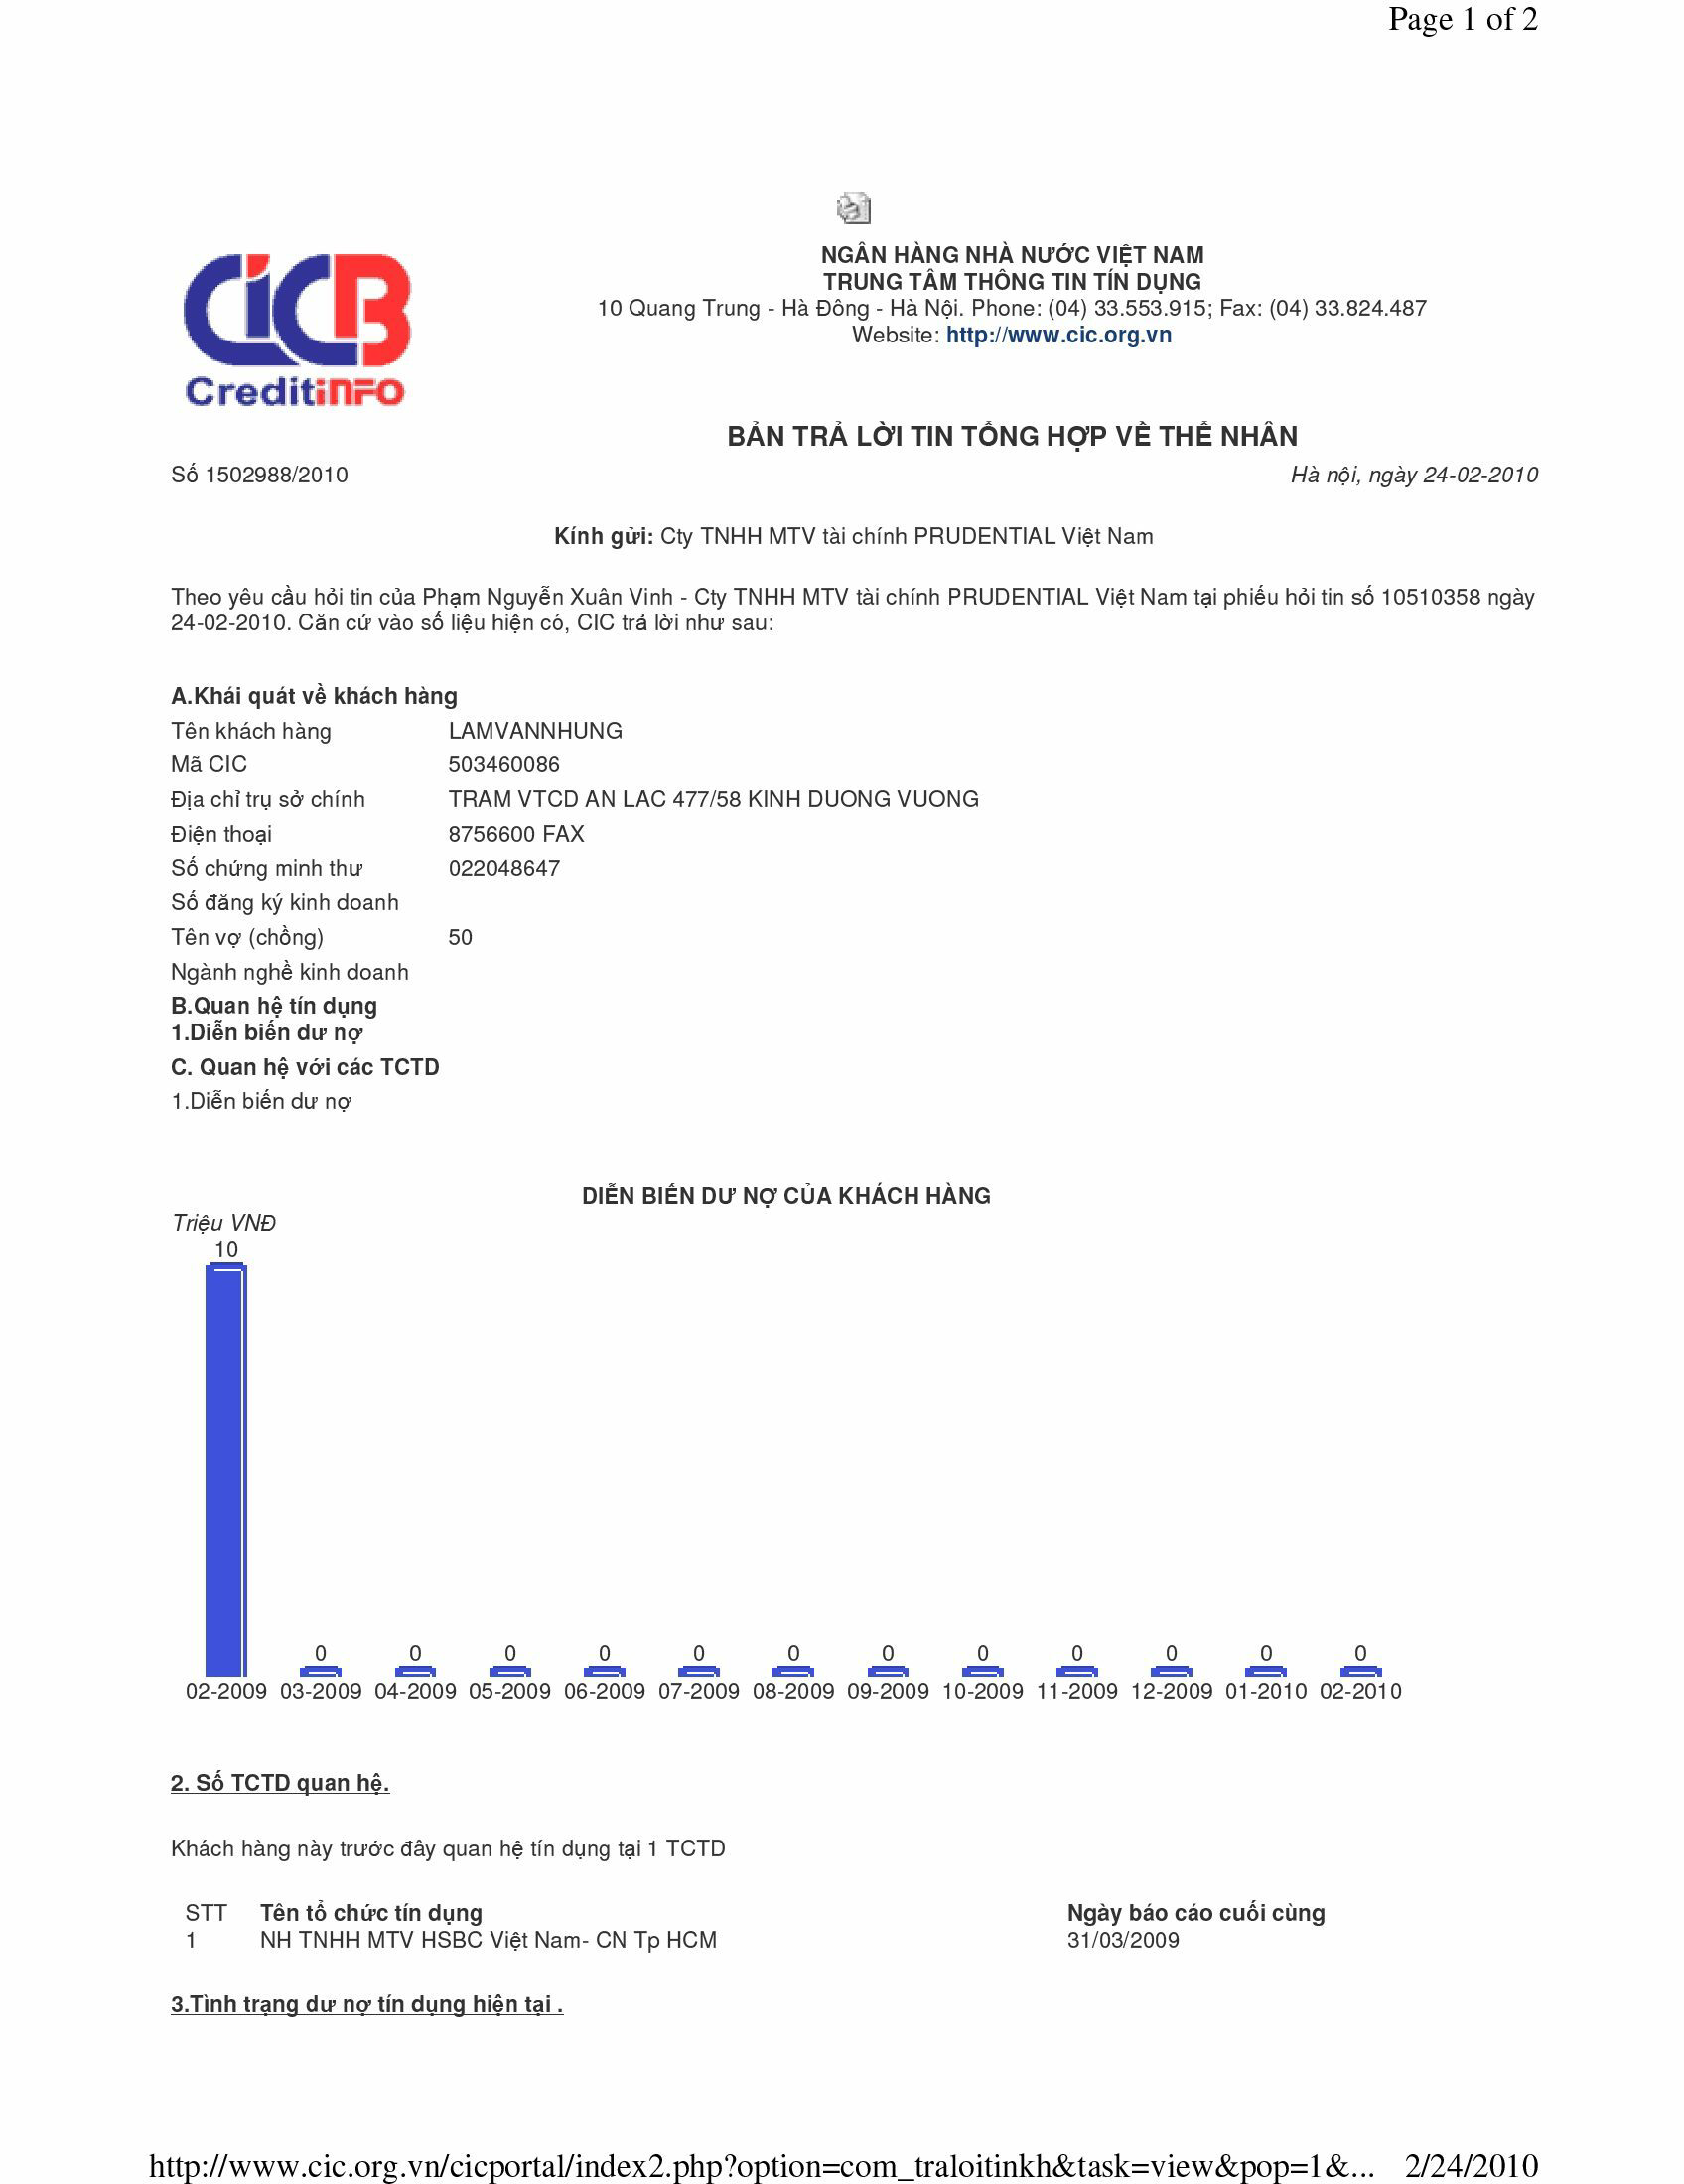 Page 1 of 2
NGÂN HÀNG NHÀ NƯỚC VIỆT NAM
TRUNG TÂM THÔNG TIN TÍN DỤNG
10 Quang Trung - Hà Đông - Hà Nội. Phone: (04) 33.553.915; Fax: (04) 33.824.487
Website: http://www.cic.org.vn
CICB
CreditinFO
BẢN TRẢ LỜI TIN TỔNG HỢP VỀ THỂ NHÂN
Số 1502988/2010 Hà nội, ngày 24-02-2010
Kính gửi: Cty TNHH MTV tài chính PRUDENTIAL Việt Nam
Theo yêu cầu hỏi tin của Phạm Nguyễn Xuân Vinh - Cty TNHH MTV tài chính PRUDENTIAL Việt Nam tại phiếu hỏi tin số 10510358 ngày
24-02-2010. Căn cứ vào số liệu hiện có, CIC trả lời như sau:
A.Khái quát về khách hàng
Tên khách hàng LAMVANNHUNG
Mã CIC 503460086
Địa chỉ trụ sở chính TRAM VTCD AN LAC 477/58 KINH DUONG VUONG
Điện thoại 8756600 FAX
Số chứng minh thư 022048647
Số đăng ký kinh doanh
Tên vợ (chồng) 50
Ngành nghề kinh doanh
B.Quan hệ tín dụng
1.Diễn biến dư nợ
C. Quan hệ với các TCTD
1.Diễn biến dư nợ
DIỄN BIẾN DƯ NỢ CỦA KHÁCH HÀNG
Triệu VNĐ
10
0 0 0 0 0 0 0 0 0 0 0 0
02-2009 03-2009 04-2009 05-2009 06-2009 07-2009 08-2009 09-2009 10-2009 11-2009 12-2009 01-2010 02-2010
2. Số TCTD quan hệ.
Khách hàng này trước đây quan hệ tín dụng tại 1 TCTD
STT Tên tổ chức tín dụng Ngày báo cáo cuối cùng
1 NH TNHH MTV HSBC Việt Nam- CN Tp HCM 31/03/2009
3.Tình trạng dư nợ tín dụng hiện tại .
http://www.cic.org.vn/cicportal/index2.php?option=com_traloitinkh&task=view&pop=1&... 2/24/2010